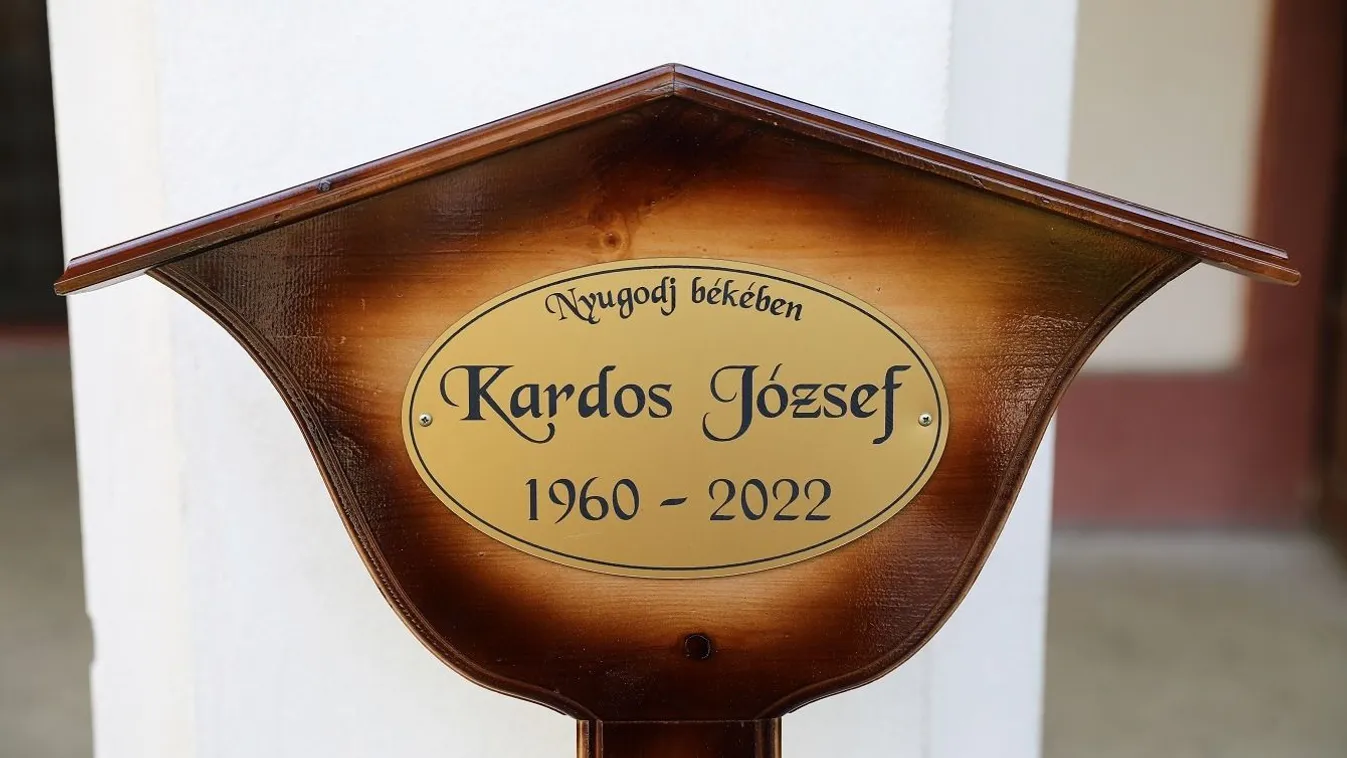 Nyugodj békében
Kardos József
1960 - 2022